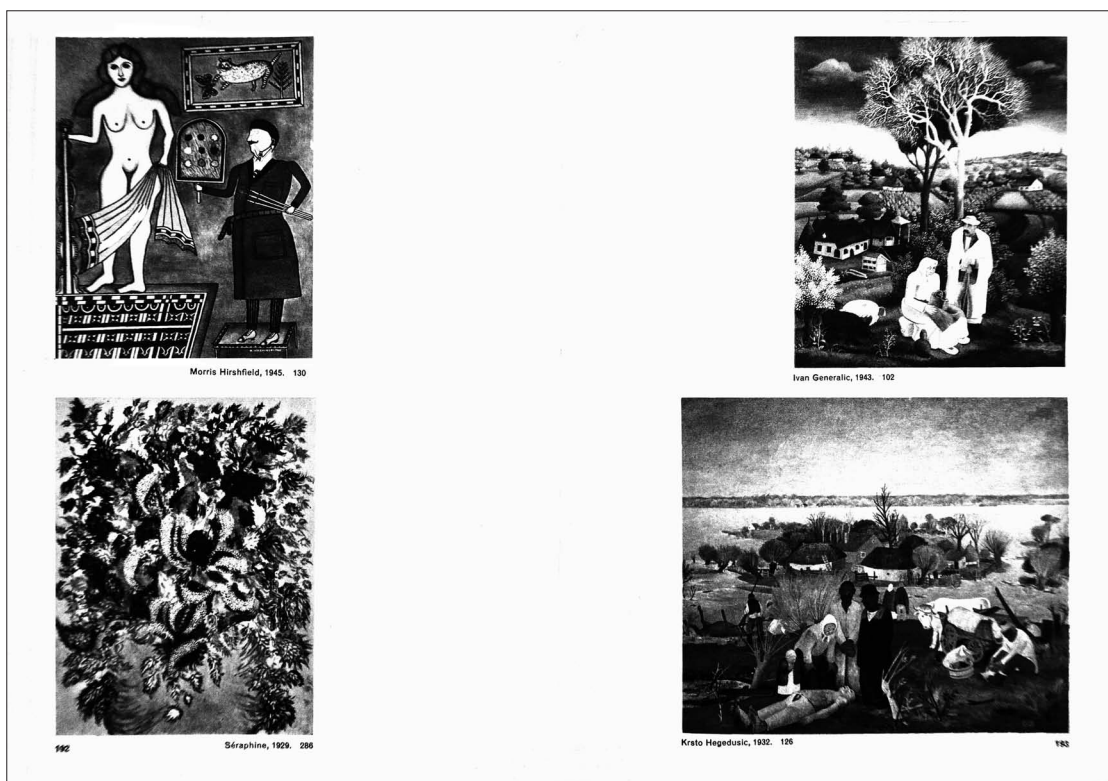 Morris Hirshfield, 1945. 130
Ivan Generalic, 1943. 102
Séraphine, 1929. 286
Krsto Hegedusic, 1932. 126